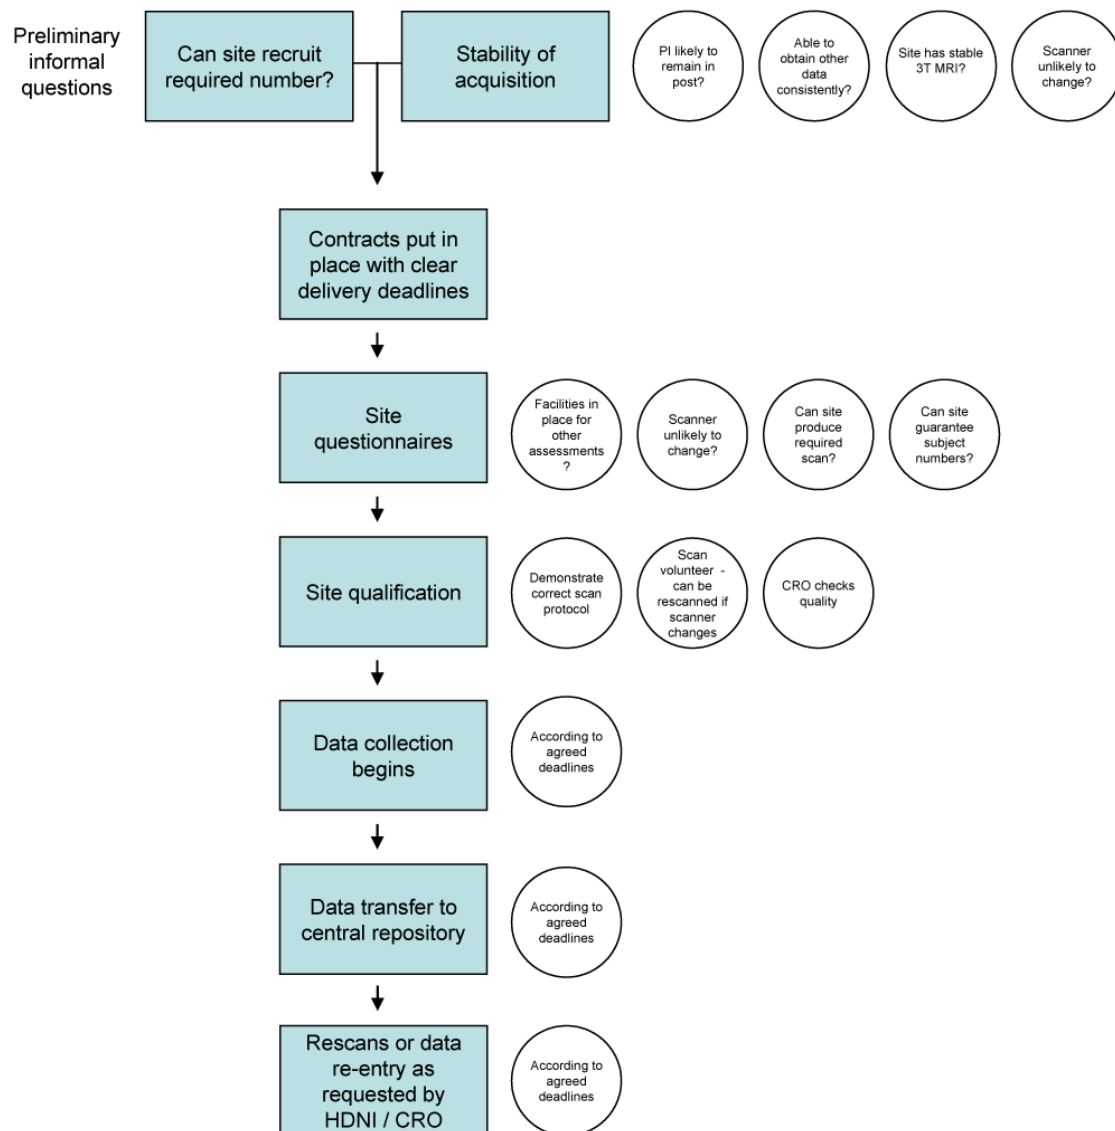 Preliminary
informal
questions
Can site recruit
required number?
Stability of
acquisition
PI likely to
remain in
post?
Able to
obtain other
data
consistently?
Site has stable
3T MRI?
Scanner
unlikely to
change?
Contracts put in
place with clear
delivery deadlines
Site
questionnaires
Facilities in
place for
other
assessments
?
Scanner
unlikely to
change?
Can site
produce
required
scan?
Can site
guarantee
subject
numbers?
Site qualification
Demonstrate
correct scan
protocol
Scan
volunteer -
can be
rescanned if
scanner
changes
CRO checks
quality
Data collection
begins
According to
agreed
deadlines
Data transfer to
central repository
According to
agreed
deadlines
Rescans or data
re-entry as
requested by
HDNI / CRO
According to
agreed
deadlines